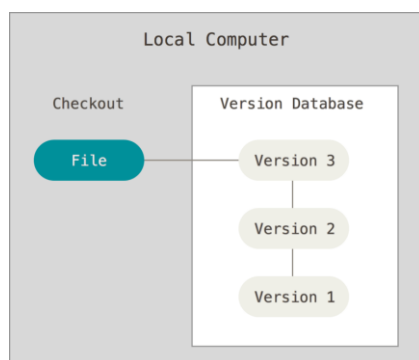 Local Computer
Checkout
Version Database
File
Version 3
Version 2
Version 1